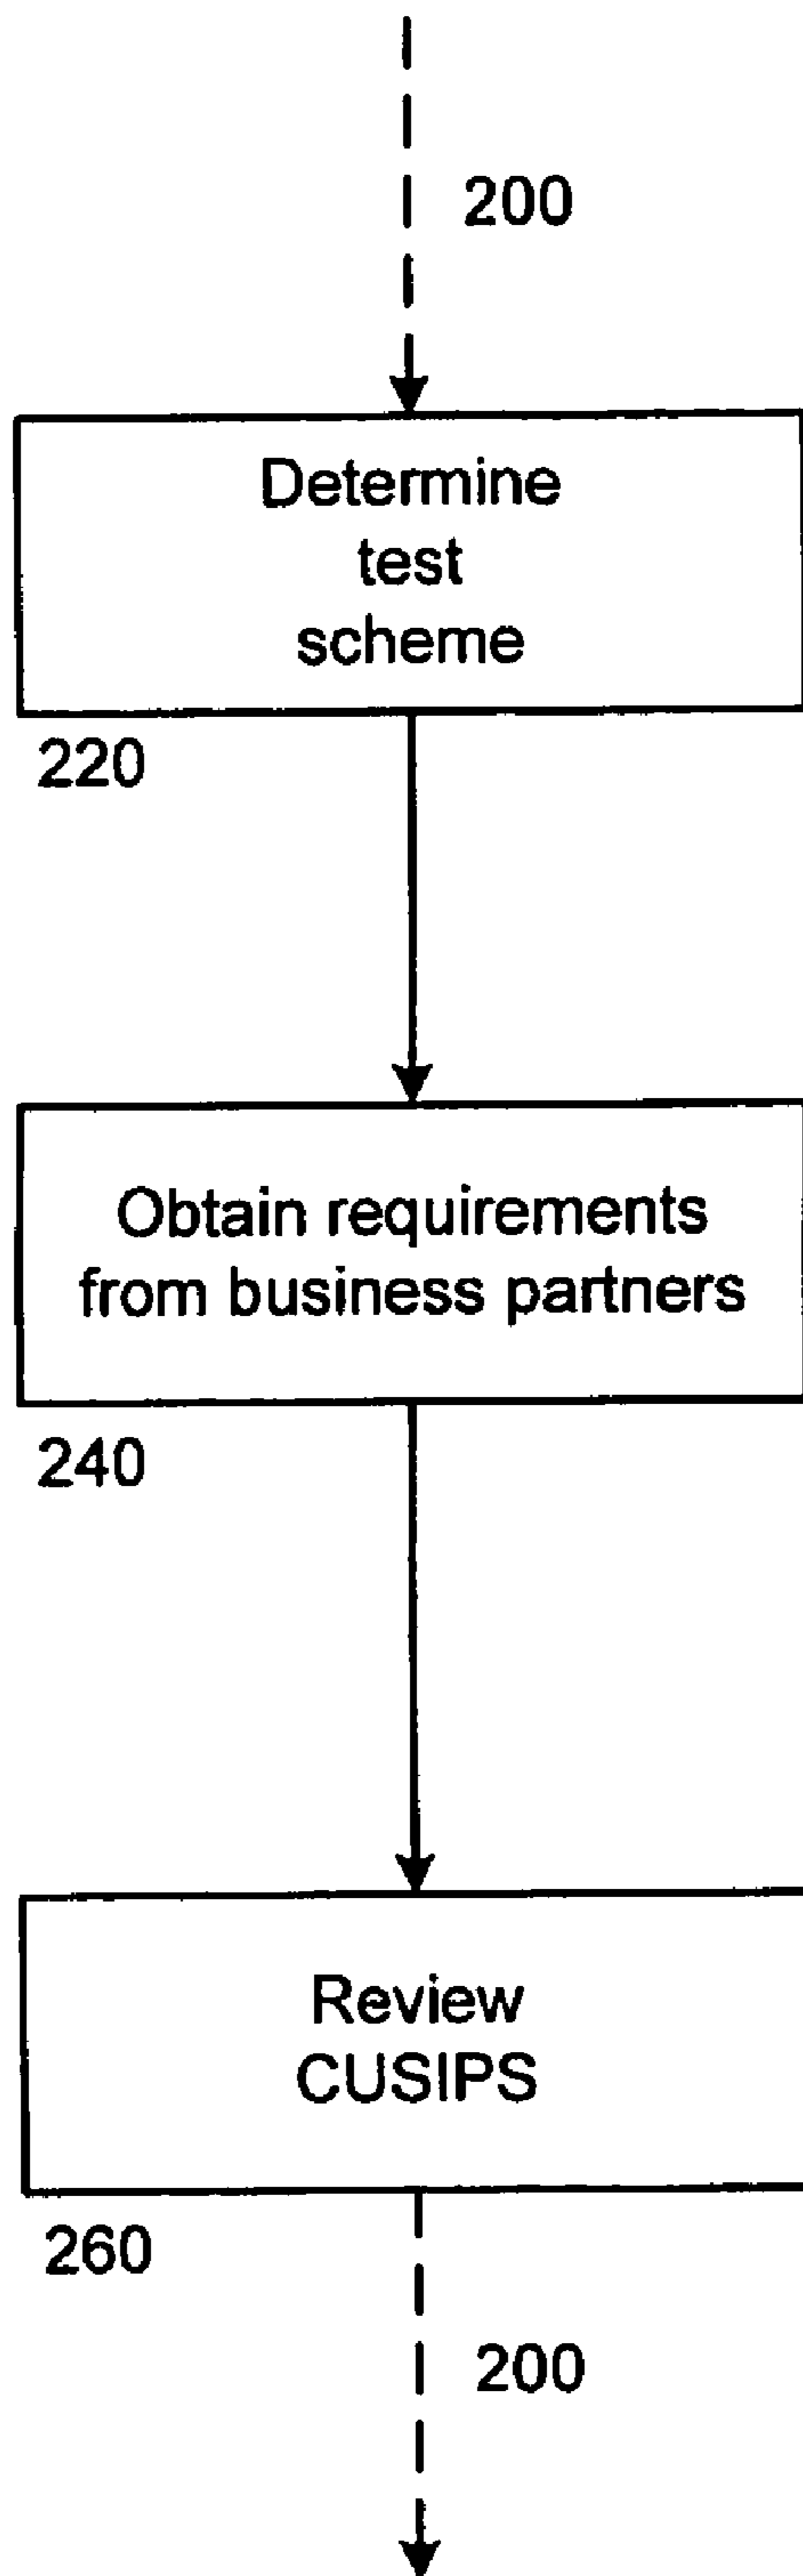 200
Determine
test
scheme
220
Obtain requirements
from business partners
240
Review
CUSIPS
260
200